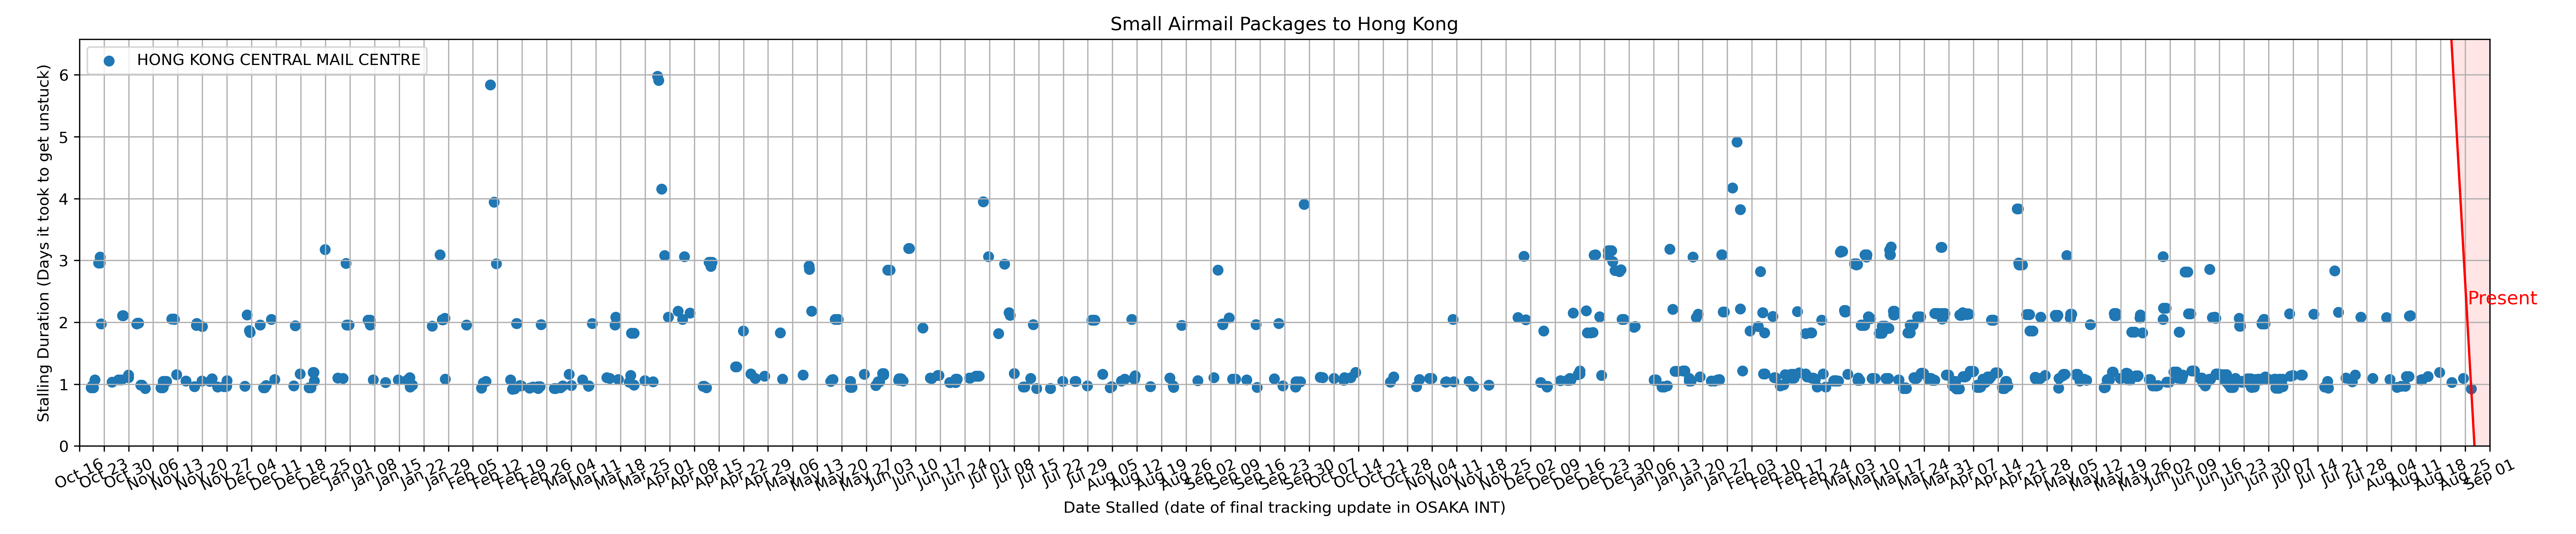 Small Airmail Packages to Hong Kong
HONG KONG CENTRAL MAIL CENTRE
Stalling Duration (Days it took to get unstuck)
6
5
4
3
2
1
0
Present
Oct 16
Oct 23
Oct 30
Nov 06
Nov 13
Nov 20
Nov 27
Dec 04
Dec 11
Dec 18
Dec 25
Jan 01
Jan 08
Jan 15
Jan 22
Jan 29
Feb 05
Feb 12
Feb 19
Feb 26
Mar 04
Mar 11
Mar 18
Mar 25
Apr 01
Apr 08
Apr 15
Apr 22
Apr 29
May 06
May 13
May 20
May 27
Jun 03
Jun 10
Jun 17
Jun 24
Jul 01
Jul 08
Jul 15
Jul 22
Jul 29
Aug 05
Aug 12
Aug 19
Aug 26
Sep 02
Sep 09
Sep 16
Sep 23
Sep 30
Oct 07
Oct 14
Oct 21
Oct 28
Nov 04
Nov 11
Nov 18
Nov 25
Dec 02
Dec 09
Dec 16
Dec 23
Dec 30
Jan 06
Jan 13
Jan 20
Jan 27
Feb 03
Feb 10
Feb 17
Feb 24
Mar 03
Mar 10
Mar 17
Mar 24
Mar 31
Apr 07
Apr 14
Apr 21
Apr 28
May 05
May 12
May 19
May 26
Jun 02
Jun 09
Jun 16
Jun 23
Jun 30
Jul 07
Jul 14
Jul 21
Jul 28
Aug 04
Aug 11
Aug 18
Aug 25
Sep 01
Date Stalled (date of final tracking update in OSAKA INT)